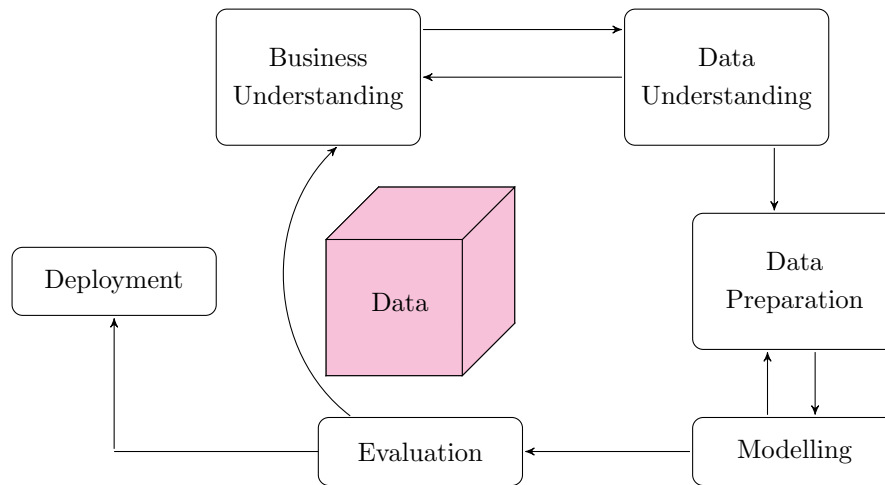 Business
Understanding
Data
Understanding
Deployment
Data
Data
Preparation
Evaluation
Modelling